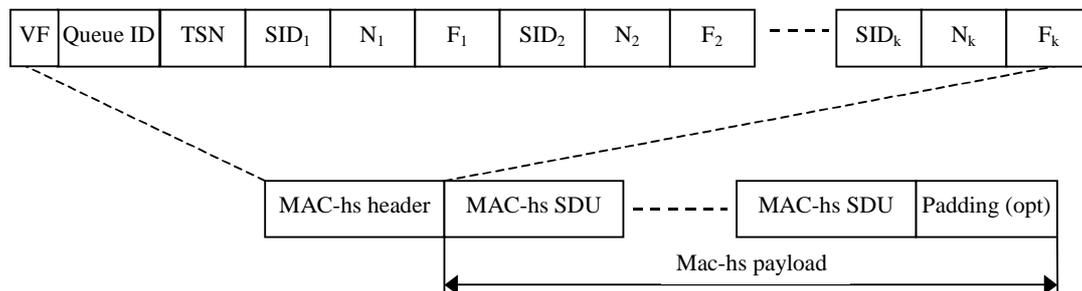 VF Queue ID TSN SID₁ N₁ F₁ SID₂ N₂ F₂ SIDₖ Nₖ Fₖ
MAC-hs header MAC-hs SDU MAC-hs SDU Padding (opt)
Mac-hs payload